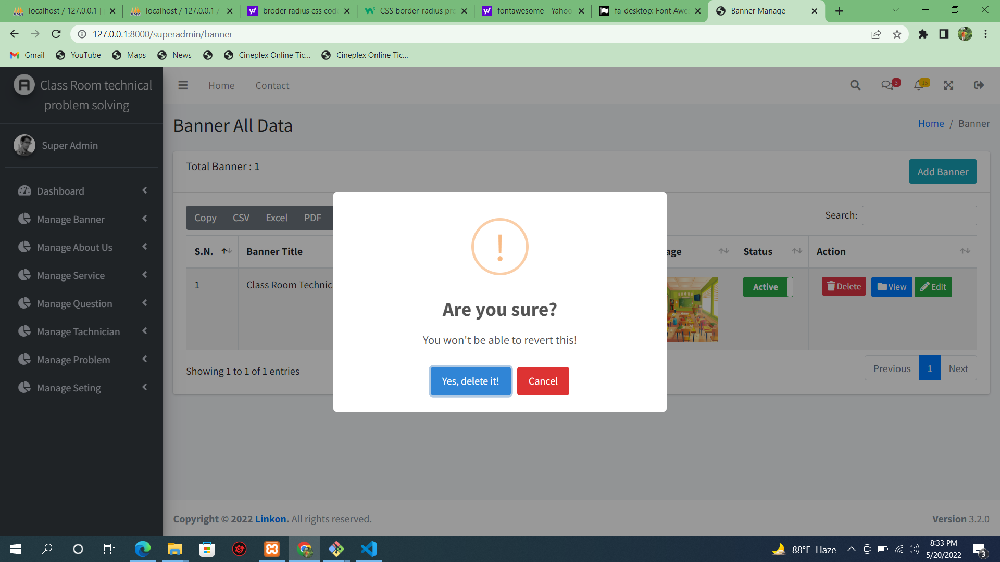 localhost / 127.0.0.1 |
localhost / 127.0.0.1 /
broder radius css cod
CSS border-radius pro
fontawesome - Yahoo
fa-desktop: Font Awe
Banner Manage
127.0.0.1:8000/superadmin/banner
Gmail
YouTube
Maps
News
Cineplex Online Tic...
Cineplex Online Tic...
Class Room technical
problem solving
Super Admin
Dashboard
Manage Banner
Manage About Us
Manage Service
Manage Question
Manage Tachnician
Manage Problem
Manage Seting
Home
Contact
3
15
Banner All Data
Home / Banner
Total Banner : 1
Add Banner
Copy
CSV
Excel
PDF
Search:
S.N.
Banner Title
age
Status
Action
1
Class Room Technica
Active
Delete
View
Edit
Showing 1 to 1 of 1 entries
Previous
1
Next
!
Are you sure?
You won't be able to revert this!
Yes, delete it!
Cancel
Copyright © 2022 Linkon. All rights reserved.
Version 3.2.0
88°F Haze
8:33 PM
5/20/2022
3